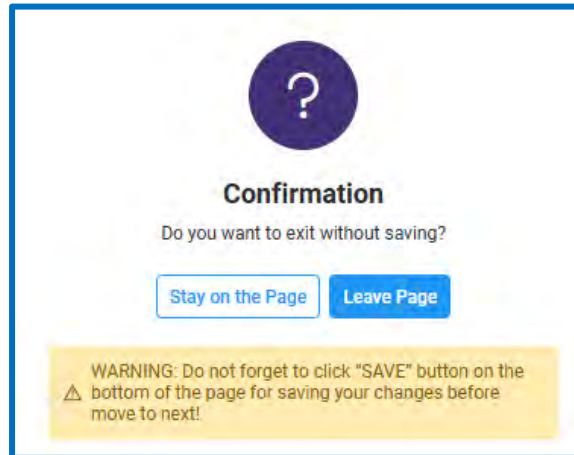 ?
Confirmation
Do you want to exit without saving?
Stay on the Page
Leave Page
WARNING: Do not forget to click "SAVE" button on the
bottom of the page for saving your changes before
move to next!